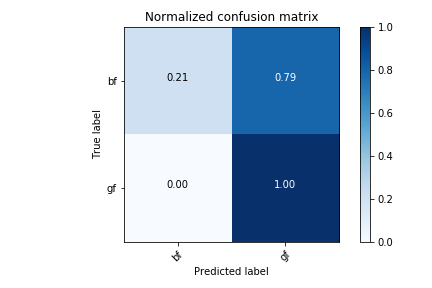 Normalized confusion matrix
1.0
bf 0.21 0.79
0.8
0.6
True label
0.4
gf 0.00 1.00
0.2
0.0
bf gf
Predicted label